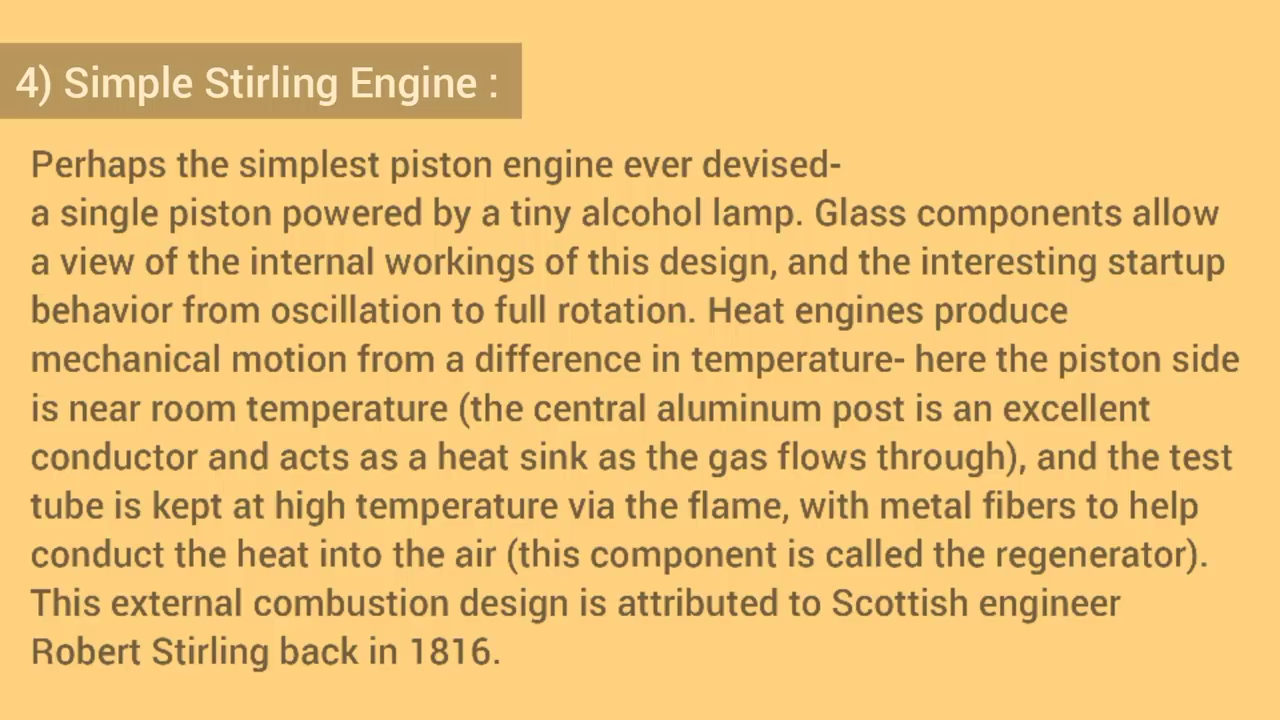 4) Simple Stirling Engine :
Perhaps the simplest piston engine ever devised-
a single piston powered by a tiny alcohol lamp. Glass components allow
a view of the internal workings of this design, and the interesting startup
behavior from oscillation to full rotation. Heat engines produce
mechanical motion from a difference in temperature- here the piston side
is near room temperature (the central aluminum post is an excellent
conductor and acts as a heat sink as the gas flows through), and the test
tube is kept at high temperature via the flame, with metal fibers to help
conduct the heat into the air (this component is called the regenerator).
This external combustion design is attributed to Scottish engineer
Robert Stirling back in 1816.